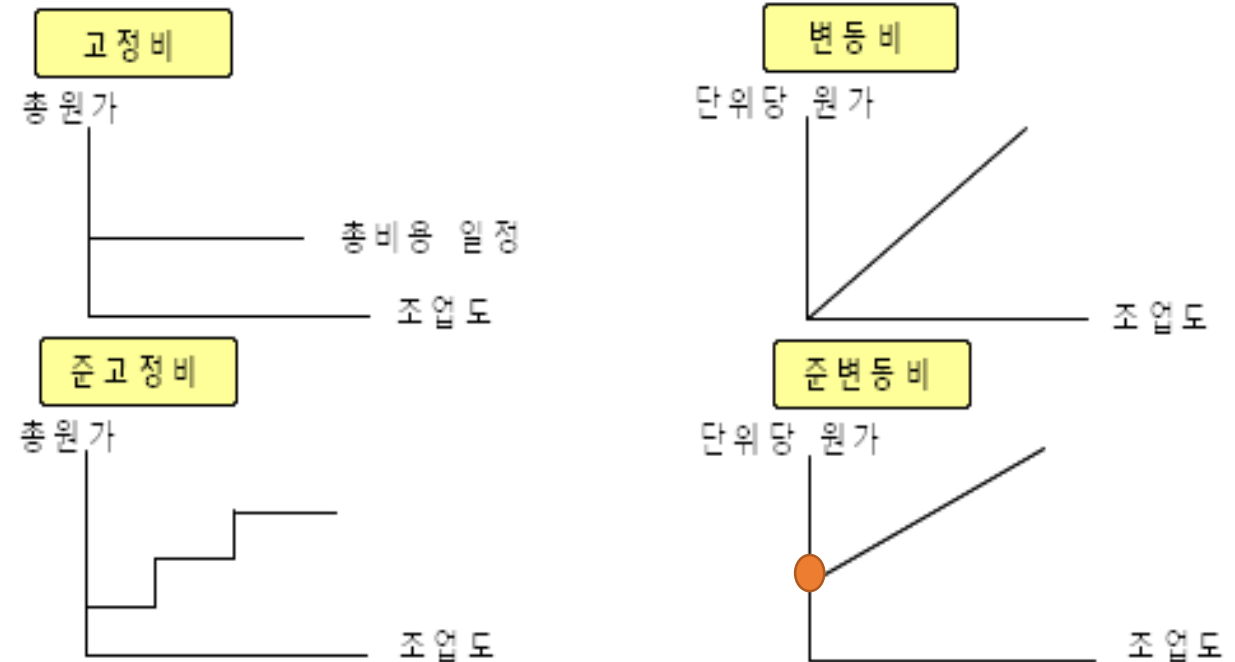 고정비
총원가
총비용 일정
조업도
변동비
단위당 원가
조업도
준고정비
총원가
조업도
준변동비
단위당 원가
조업도